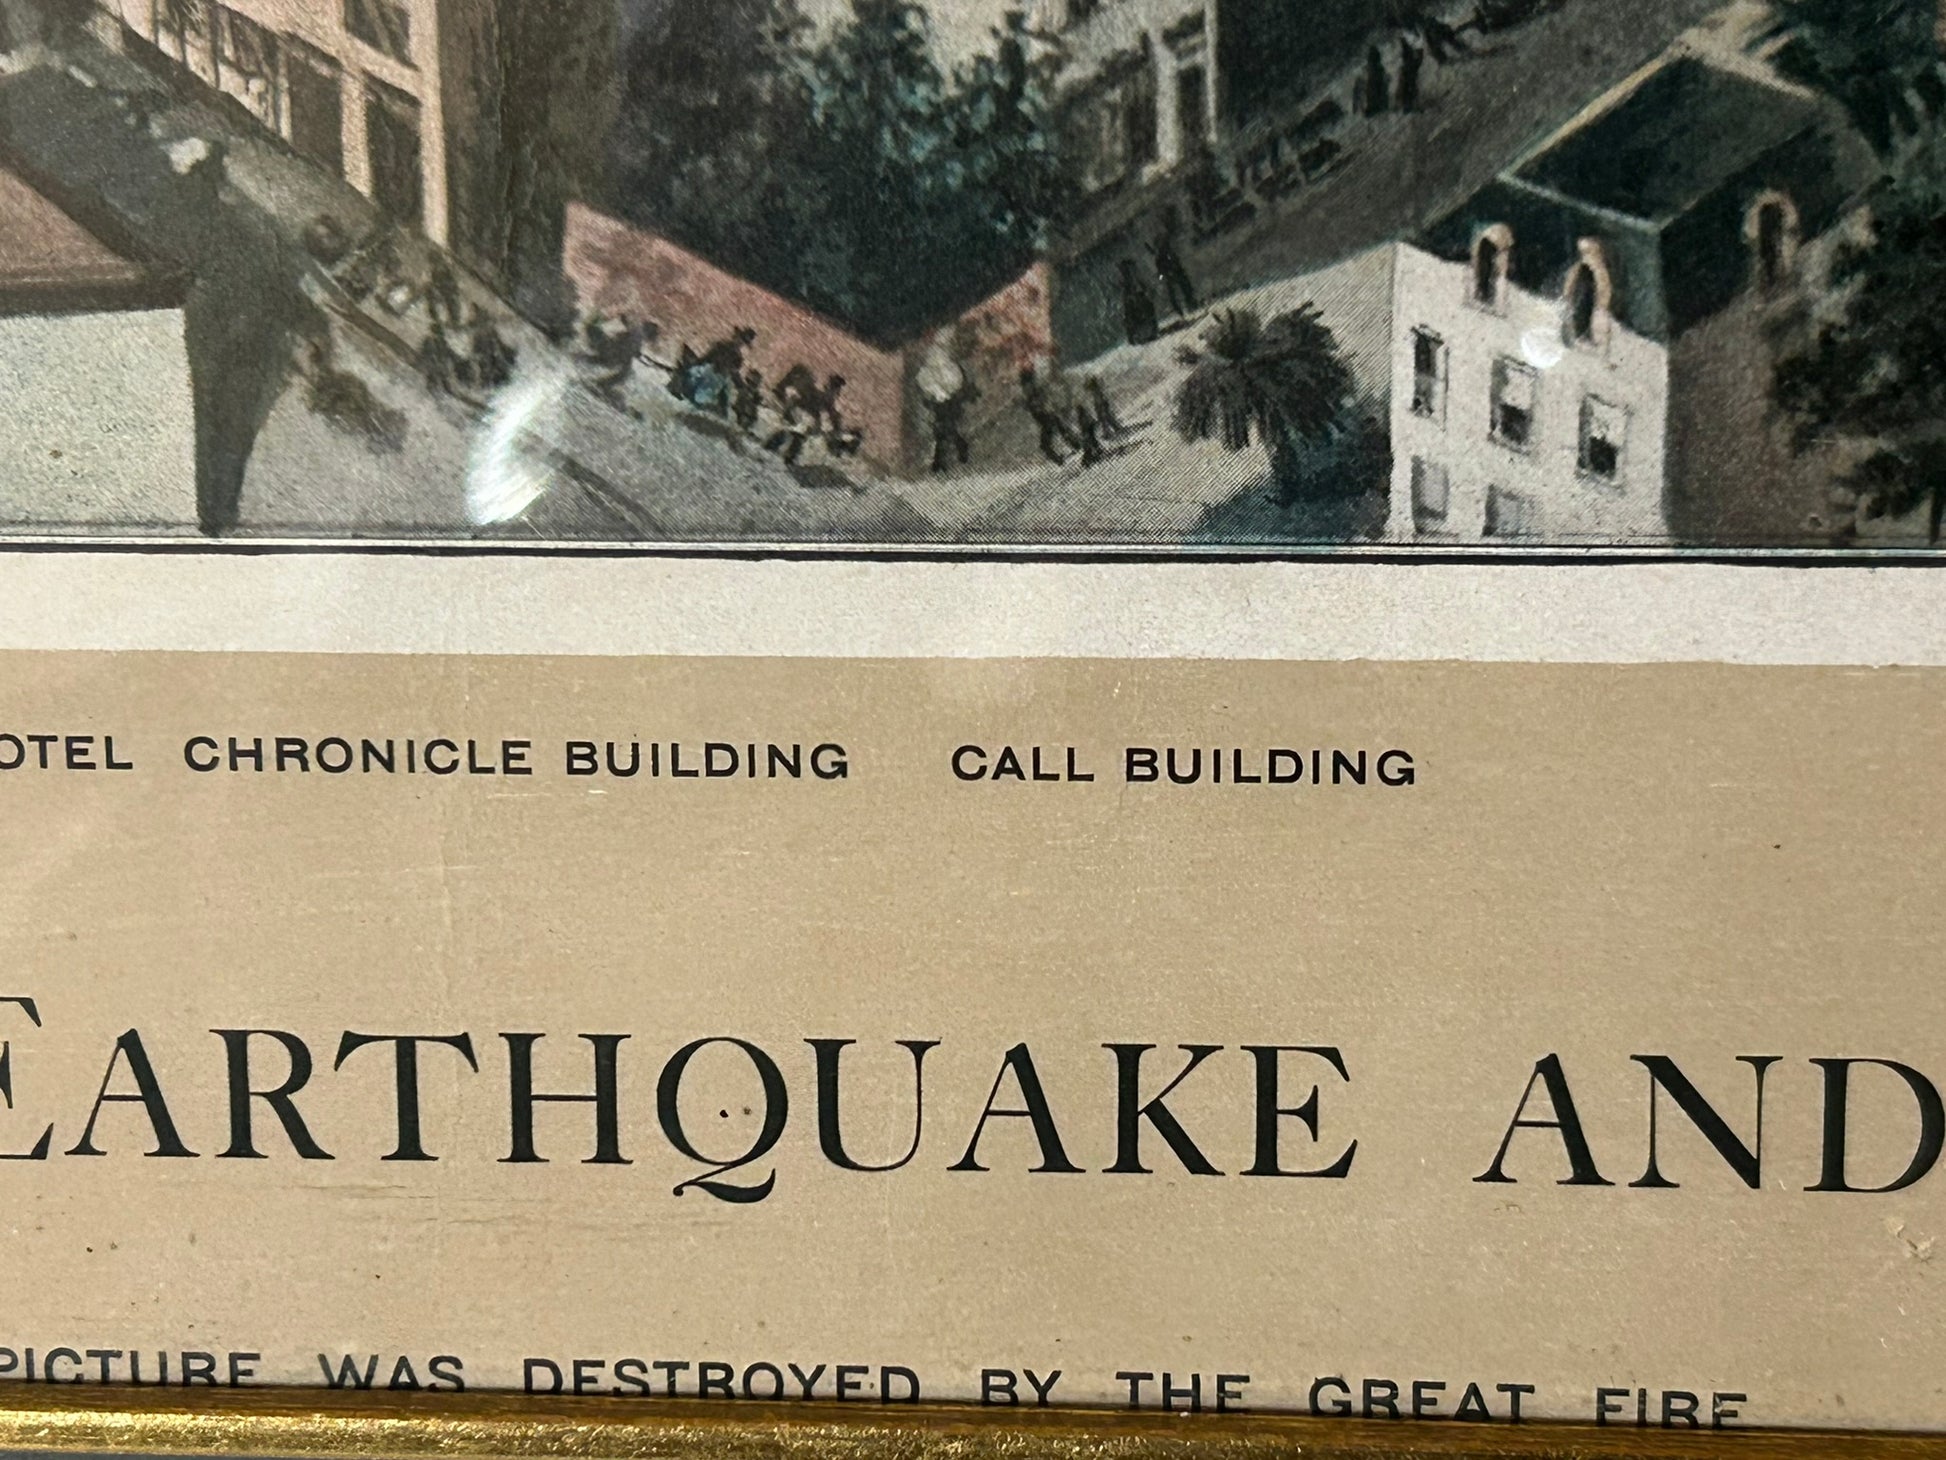 OTEL CHRONICLE BUILDING CALL BUILDING
EARTHQUAKE AND
PICTURE WAS DESTROYED BY THE GREAT FIRE